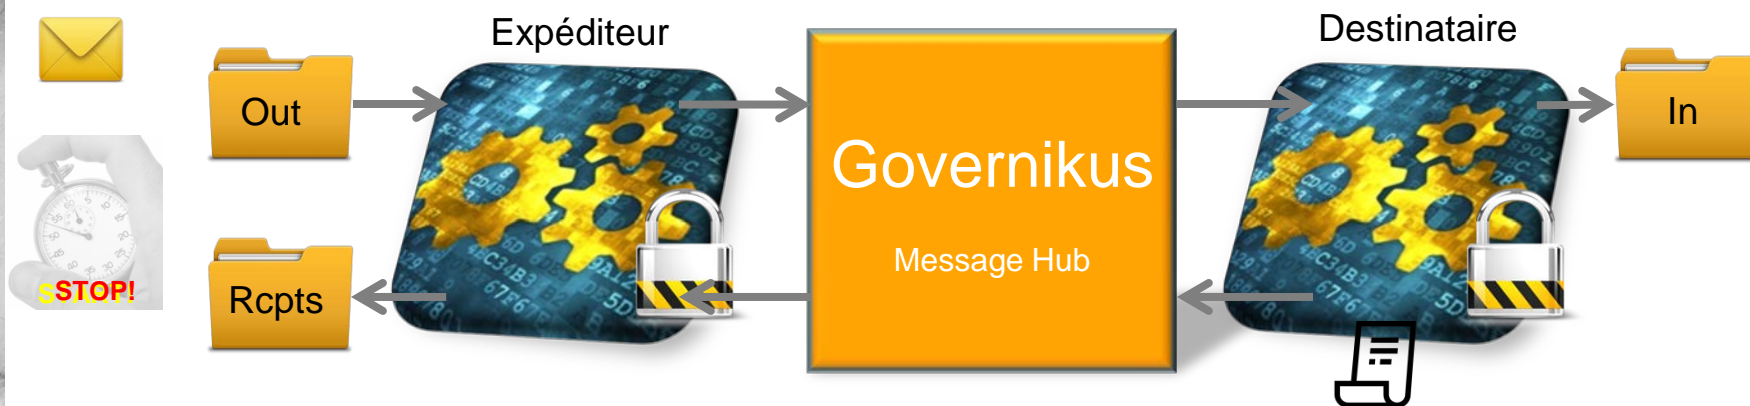 Expéditeur
Destinataire
Out
In
Governikus
Message Hub
Rcpts
STOP!